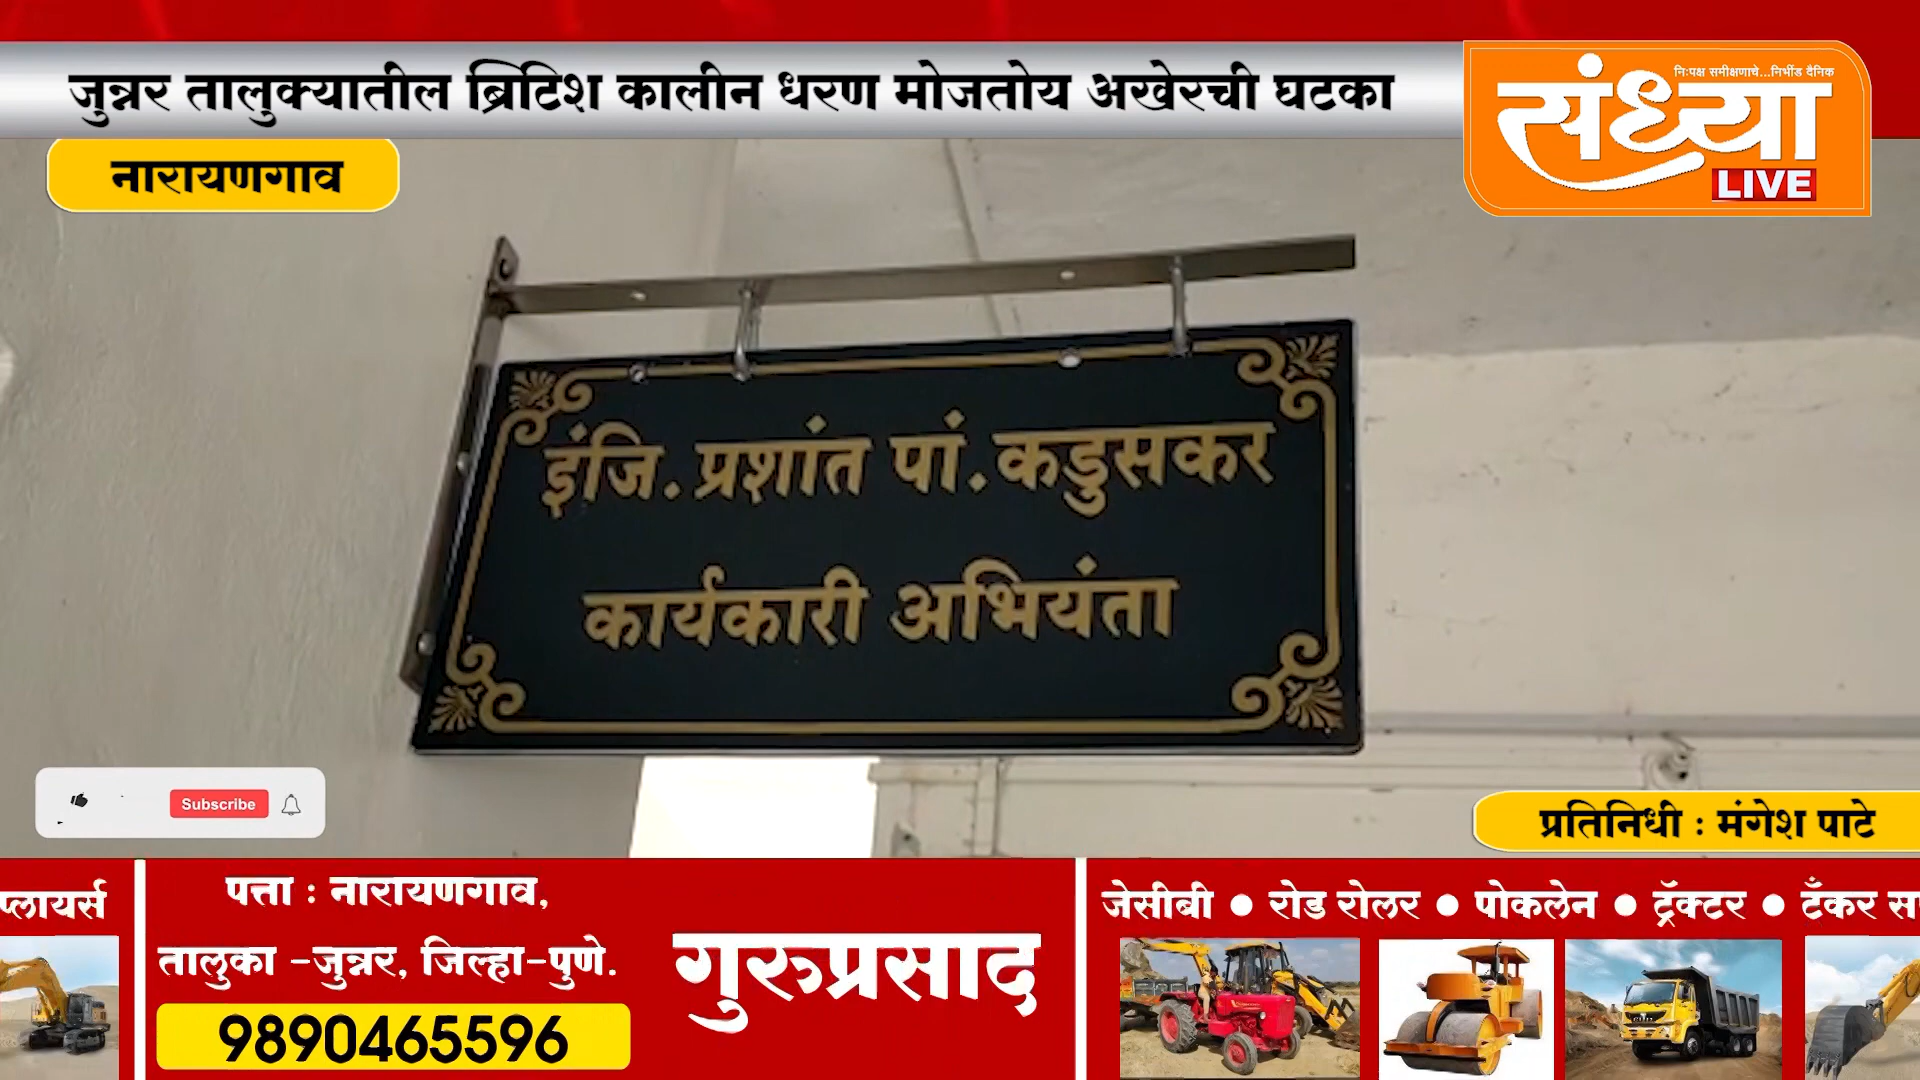 जुन्नर तालुक्यातील ब्रिटिश कालीन धरण मोजतोय अखेरची घटका
निःपक्ष समीक्षणाचे...निर्भीड दैनिक
संध्या
LIVE
नारायणगाव
इंजि. प्रशांत पां. कडुसकर
कार्यकारी अभियंता
Subscribe
प्रतिनिधी : मंगेश पाटे
प्लायर्स
पत्ता : नारायणगाव,
तालुका -जुन्नर, जिल्हा-पुणे.
9890465596
गुरुप्रसाद
जेसीबी ● रोड रोलर ● पोकलेन ● ट्रॅक्टर ● टँकर